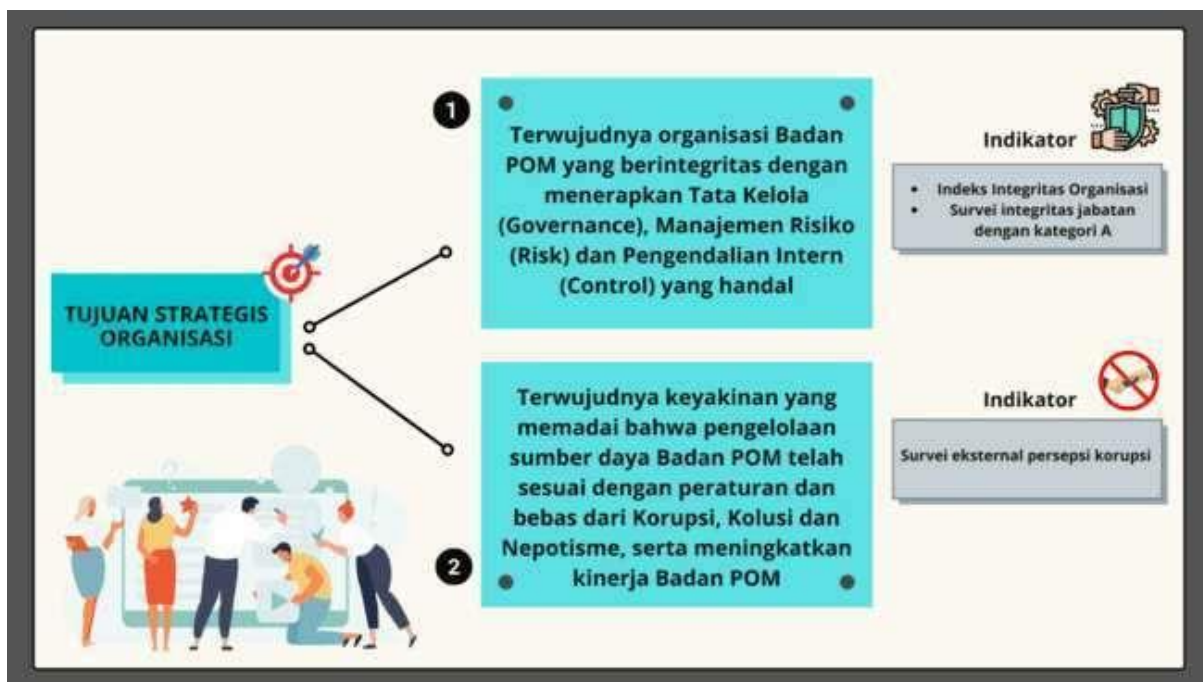 TUJUAN STRATEGIS
ORGANISASI
1
Terwujudnya organisasi Badan
POM yang berintegritas dengan
menerapkan Tata Kelola
(Governance), Manajemen Risiko
(Risk) dan Pengendalian Intern
(Control) yang handal
Indikator
• Indeks Integritas Organisasi
• Survei integritas jabatan
dengan kategori A
2
Terwujudnya keyakinan yang
memadai bahwa pengelolaan
sumber daya Badan POM telah
sesuai dengan peraturan dan
bebas dari Korupsi, Kolusi dan
Nepotisme, serta meningkatkan
kinerja Badan POM
Indikator
Survei eksternal persepsi korupsi